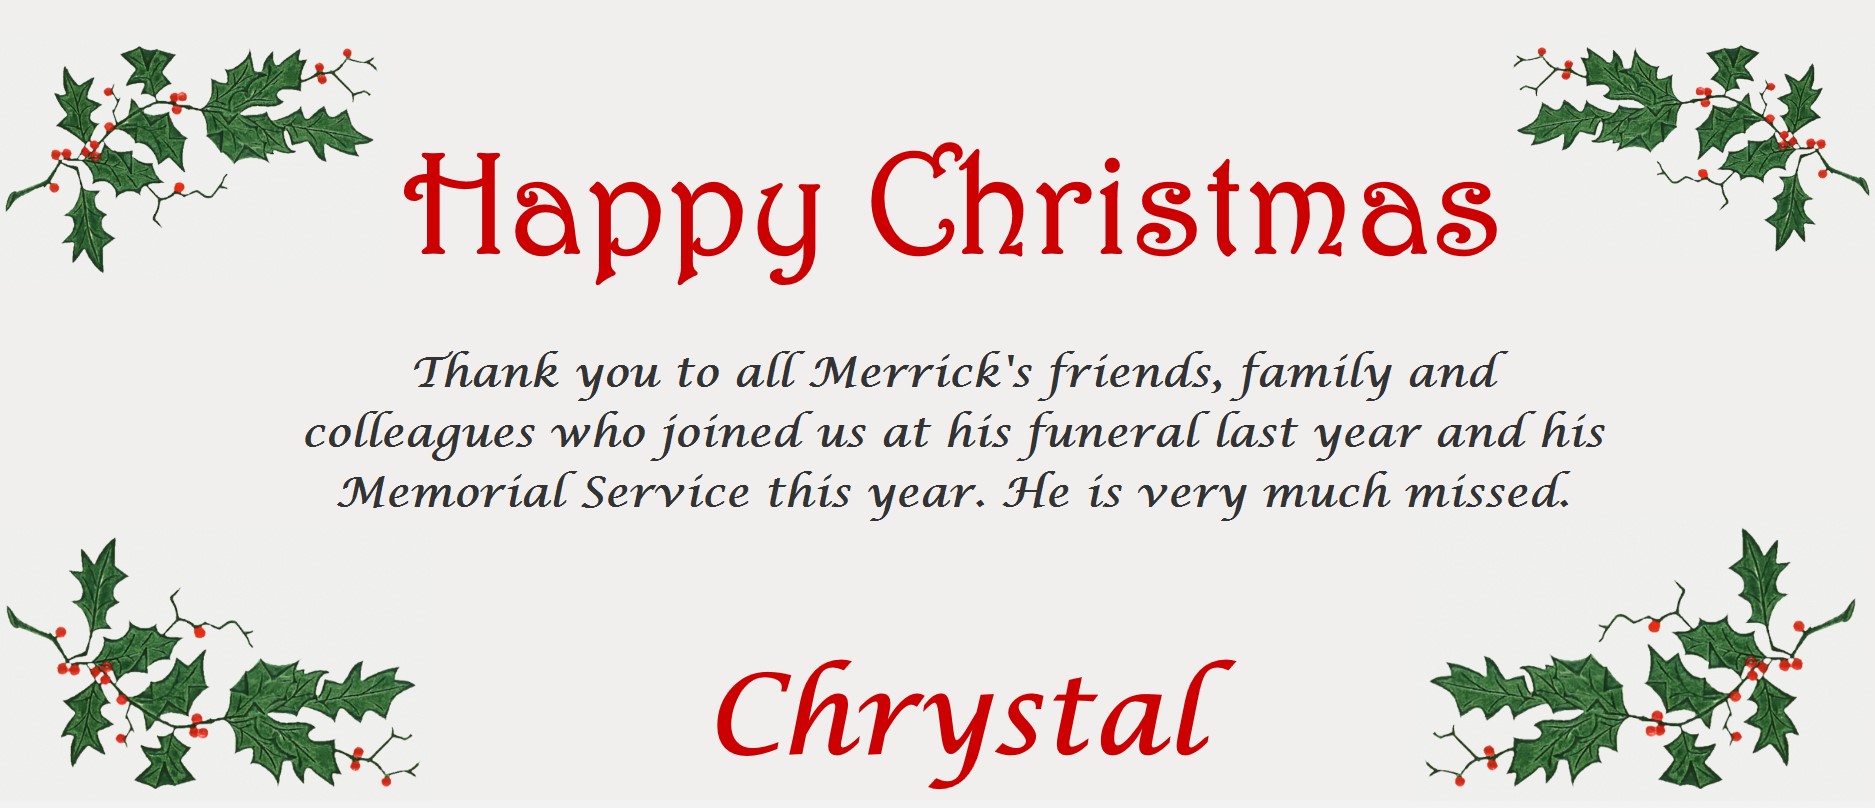 Happy Christmas
Thank you to all Merrick's friends, family and
colleagues who joined us at his funeral last year and his
Memorial Service this year. He is very much missed.
Chrystal